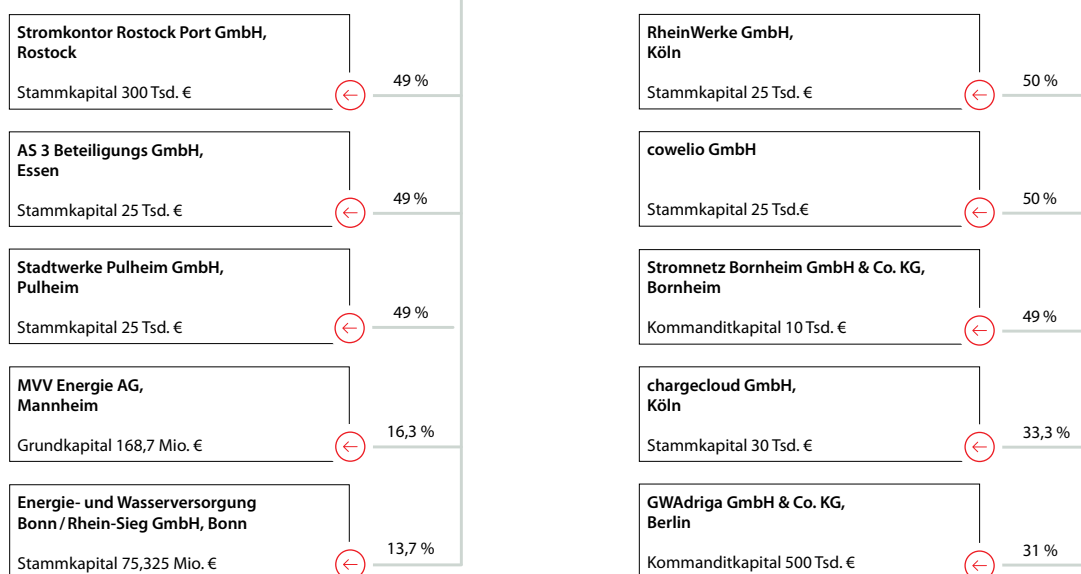 Stromkontor Rostock Port GmbH,
Rostock
Stammkapital 300 Tsd. €
49 %
AS 3 Beteiligungs GmbH,
Essen
Stammkapital 25 Tsd. €
49 %
Stadtwerke Pulheim GmbH,
Pulheim
Stammkapital 25 Tsd. €
49 %
MVV Energie AG,
Mannheim
Grundkapital 168,7 Mio. €
16,3 %
Energie- und Wasserversorgung
Bonn / Rhein-Sieg GmbH, Bonn
Stammkapital 75,325 Mio. €
13,7 %
RheinWerke GmbH,
Köln
Stammkapital 25 Tsd. €
50 %
cowelio GmbH
Stammkapital 25 Tsd.€
50 %
Stromnetz Bornheim GmbH & Co. KG,
Bornheim
Kommanditkapital 10 Tsd. €
49 %
chargecloud GmbH,
Köln
Stammkapital 30 Tsd. €
33,3 %
GWAdriga GmbH & Co. KG,
Berlin
Kommanditkapital 500 Tsd. €
31 %